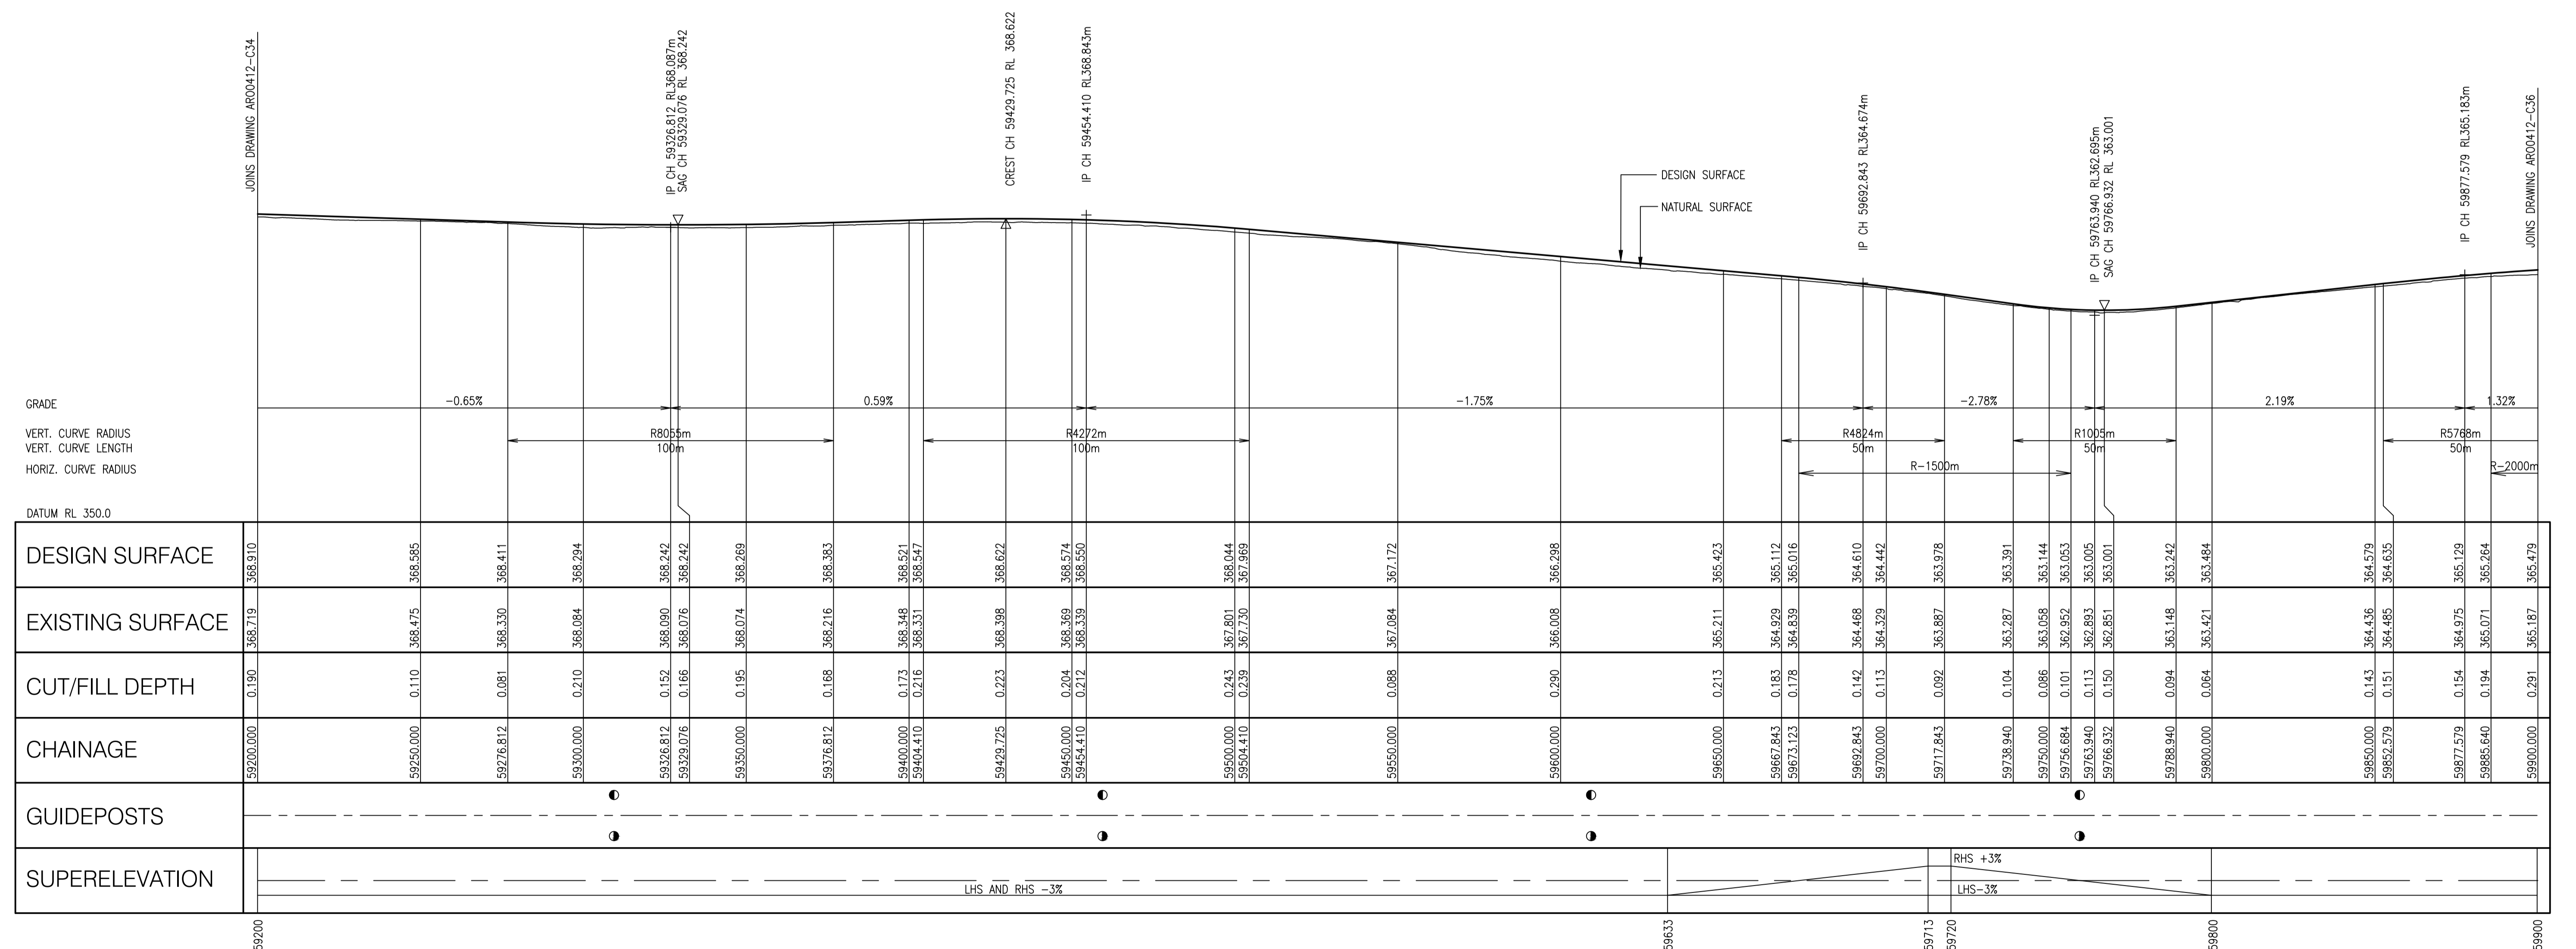 JOINS DRAWING ARO0412-C34
IP CH 59326.812 RL368.087m
SAG CH 59329.076 RL 368.242
CREST CH 59429.725 RL 368.622
IP CH 59454.410 RL368.843m
DESIGN SURFACE
NATURAL SURFACE
IP CH 59692.843 RL364.674m
IP CH 59763.940 RL362.695m
SAG CH 59766.932 RL 363.001
IP CH 59877.579 RL365.183m
JOINS DRAWING ARO0412-C36
GRADE -0.65% 0.59% -1.75% -2.78% 2.19% 1.32%
VERT. CURVE RADIUS R8055m R4272m R4824m R1005m R5768m
VERT. CURVE LENGTH 100m 100m 50m 50m 50m
HORIZ. CURVE RADIUS R-1500m R-2000m
DATUM RL 350.0
DESIGN SURFACE 368.910 368.585 368.411 368.294 368.242 368.242 368.269 368.383 368.521 368.547 368.622 368.574 368.550 368.044 367.969 367.172 366.298 365.423 365.112 365.016 364.610 364.442 363.978 363.391 363.144 363.053 363.005 363.001 363.242 363.484 364.579 364.635 365.129 365.264 365.479
EXISTING SURFACE 368.719 368.475 368.330 368.084 368.090 368.076 368.074 368.216 368.348 368.331 368.398 368.369 368.339 367.801 367.730 367.084 366.008 365.211 364.929 364.839 364.468 364.329 363.887 363.287 363.058 362.952 362.893 362.851 363.148 363.421 364.436 364.485 364.975 365.071 365.187
CUT/FILL DEPTH 0.190 0.110 0.081 0.210 0.152 0.166 0.195 0.168 0.173 0.216 0.223 0.204 0.212 0.243 0.239 0.088 0.290 0.213 0.183 0.178 0.142 0.113 0.092 0.104 0.086 0.101 0.113 0.150 0.094 0.064 0.143 0.151 0.154 0.194 0.291
CHAINAGE 59200.000 59250.000 59276.812 59300.000 59326.812 59329.076 59350.000 59376.812 59400.000 59404.410 59429.725 59450.000 59454.410 59500.000 59504.410 59550.000 59600.000 59650.000 59667.843 59673.123 59692.843 59700.000 59717.843 59738.940 59750.000 59756.684 59763.940 59766.932 59788.940 59800.000 59850.000 59852.579 59877.579 59885.640 59900.000
GUIDEPOSTS
RHS +3%
SUPERELEVATION
LHS AND RHS -3% LHS-3%
59200 59633 59713 59720 59800 59900